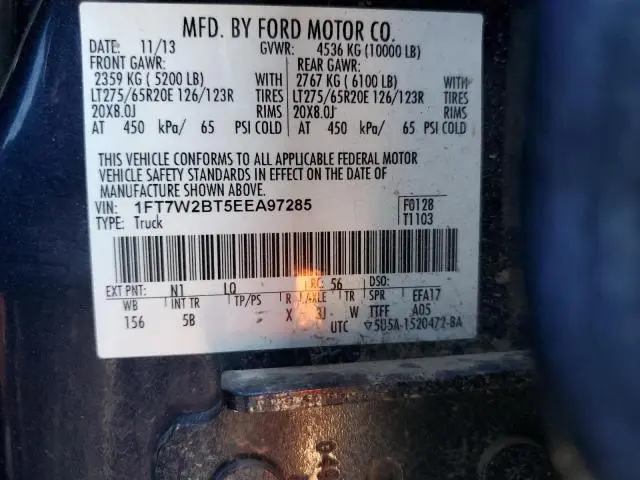 MFD. BY FORD MOTOR CO.
DATE: 11/13 GVWR: 4536 KG (10000 LB)
FRONT GAWR: REAR GAWR:
2359 KG ( 5200 LB) WITH 2767 KG ( 6100 LB) WITH
LT275/65R20E 126/123R TIRES LT275/65R20E 126/123R TIRES
20X8.0J RIMS 20X8.0J RIMS
AT 450 kPa/ 65 PSI COLD AT 450 kPa/ 65 PSI COLD
THIS VEHICLE CONFORMS TO ALL APPLICABLE FEDERAL MOTOR
VEHICLE SAFETY STANDARDS IN EFFECT ON THE DATE OF
MANUFACTURE SHOWN ABOVE.
VIN: 1FT7W2BT5EEA97285 F0128
TYPE: Truck T1103
EXT PNT: N1 LQ RC: 56 DSO:
WB INT TR TP/PS R AXLE TR SPR EFA17
156 5B X 3J W TTFF A05
UTC 5U5A-1520472-BA